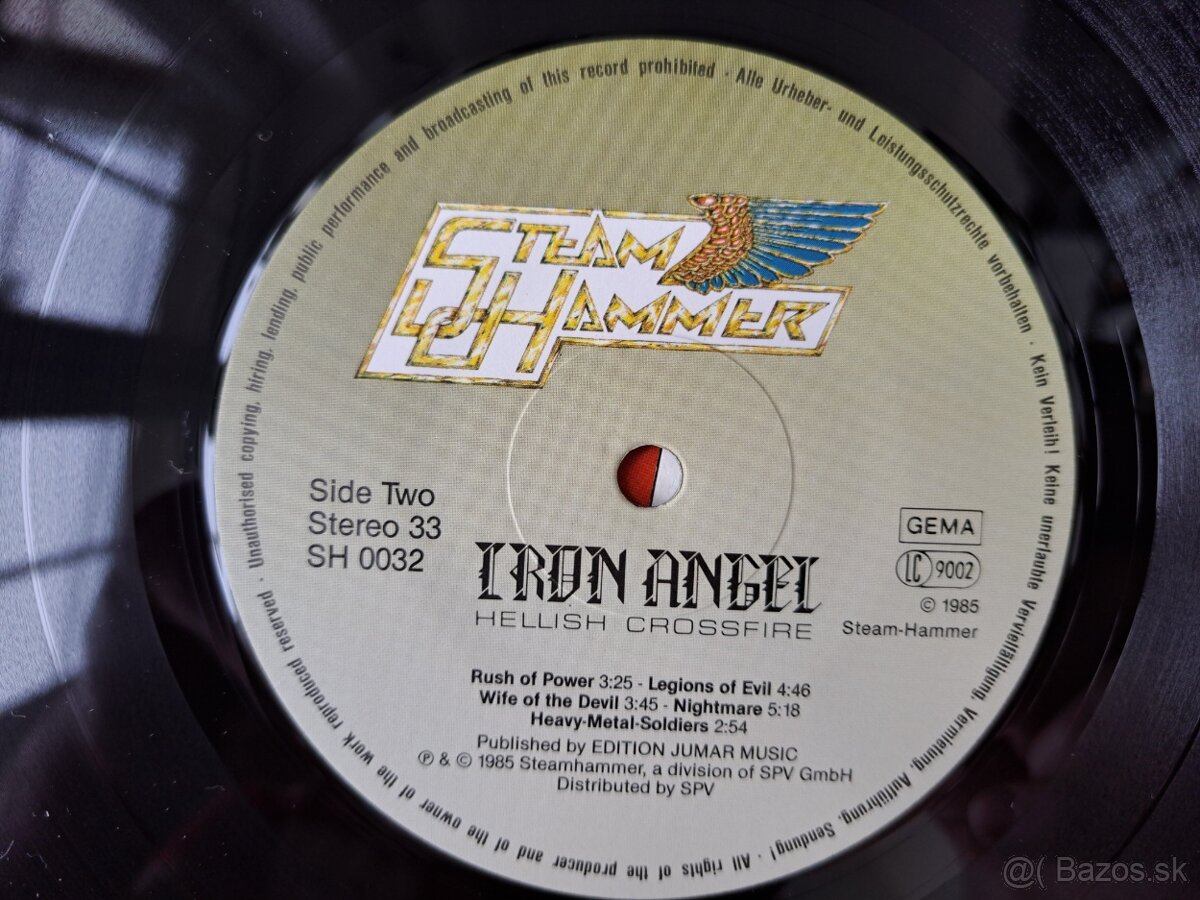 Unauthorised copying, hiring, lending, public performance and broadcasting of this record prohibited · Alle Urheber- und Leistungsschutzrechte vorbehalten · Kein Verleih! Keine unerlaubte Vervielfältigung, Vermietung, Aufführung, Sendung! · All rights of the producer and of the owner of the work reproduced reserved ·
STEAM
HAMMER
Side Two
Stereo 33
SH 0032
GEMA
LC 9002
© 1985
Steam-Hammer
IRON ANGEL
HELLISH CROSSFIRE
Rush of Power 3:25 - Legions of Evil 4:46
Wife of the Devil 3:45 - Nightmare 5:18
Heavy-Metal-Soldiers 2:54
Published by EDITION JUMAR MUSIC
℗ & © 1985 Steamhammer, a division of SPV GmbH
Distributed by SPV
@( Bazos.sk